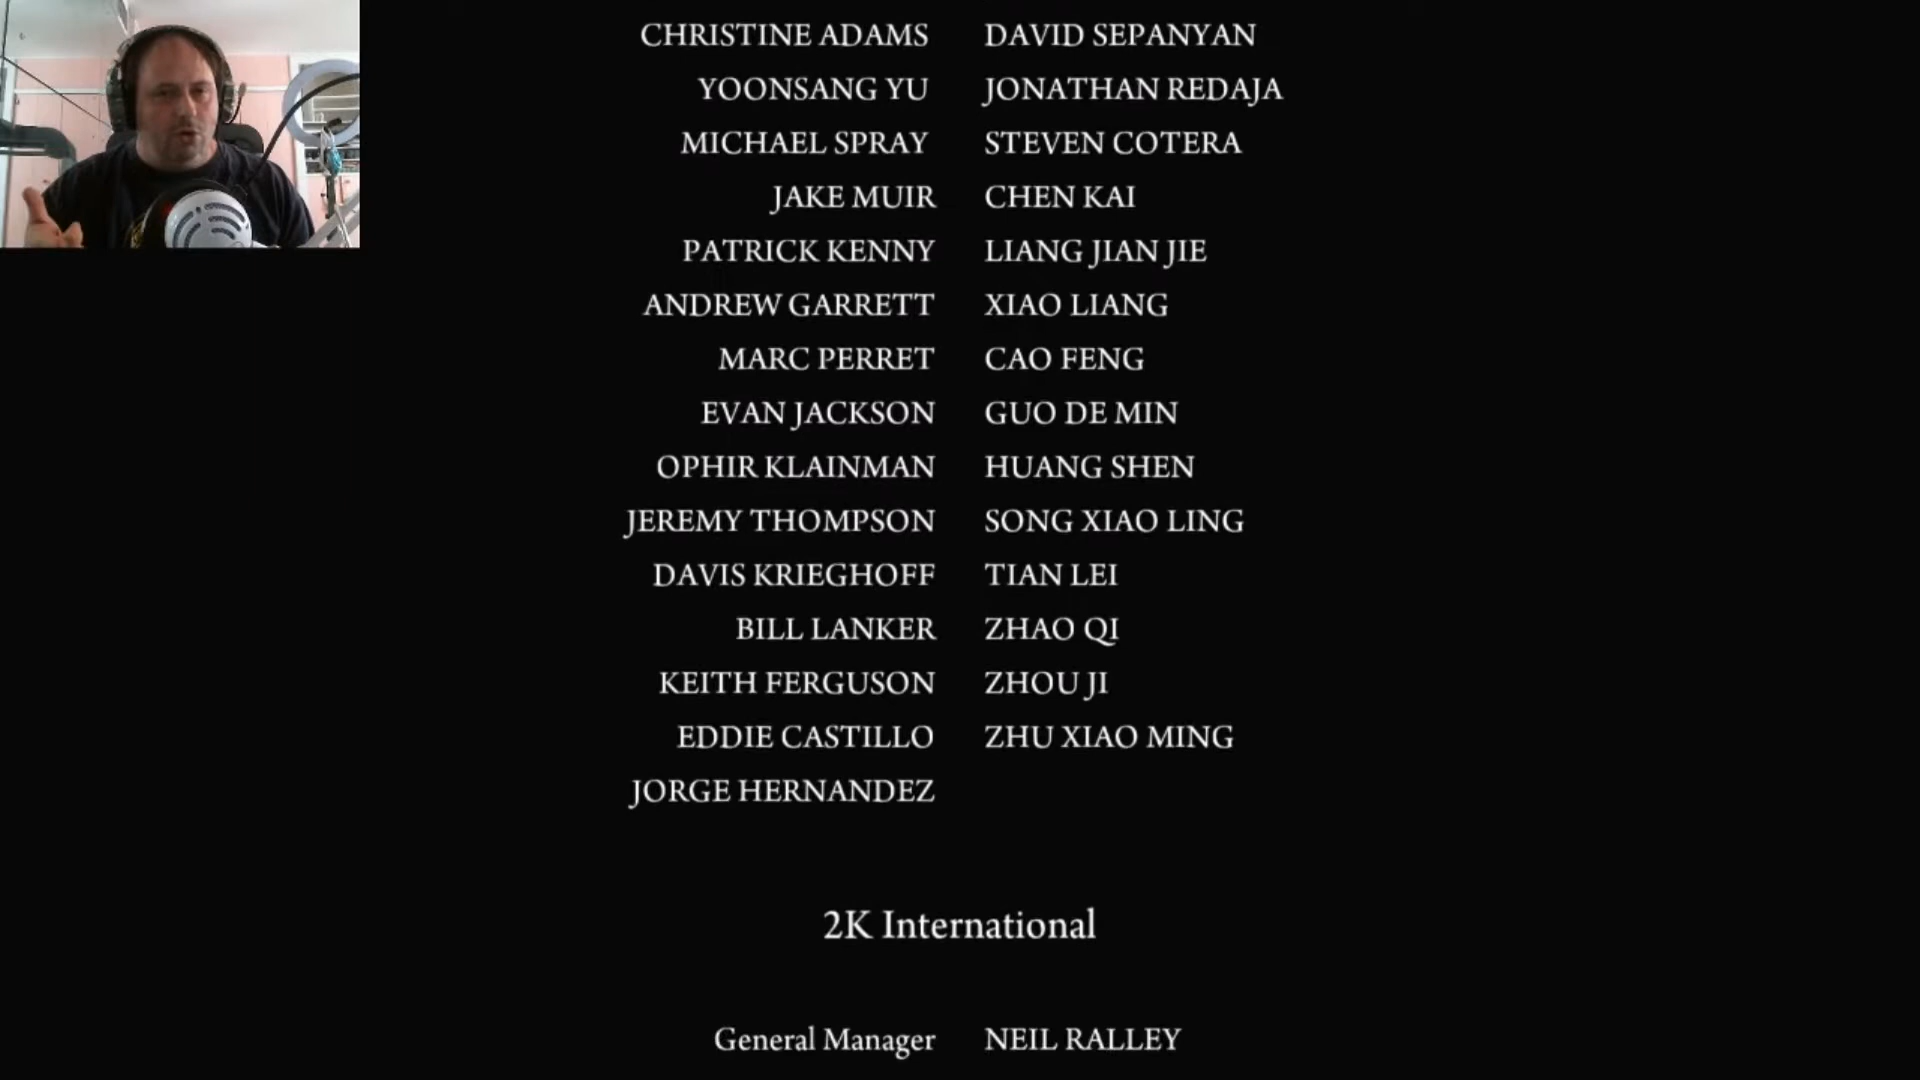 CHRISTINE ADAMS DAVID SEPANYAN
YOONSANG YU JONATHAN REDAJA
MICHAEL SPRAY STEVEN COTERA
JAKE MUIR CHEN KAI
PATRICK KENNY LIANG JIAN JIE
ANDREW GARRETT XIAO LIANG
MARC PERRET CAO FENG
EVAN JACKSON GUO DE MIN
OPHIR KLAINMAN HUANG SHEN
JEREMY THOMPSON SONG XIAO LING
DAVIS KRIEGHOFF TIAN LEI
BILL LANKER ZHAO QI
KEITH FERGUSON ZHOU JI
EDDIE CASTILLO ZHU XIAO MING
JORGE HERNANDEZ
2K International
General Manager NEIL RALLEY